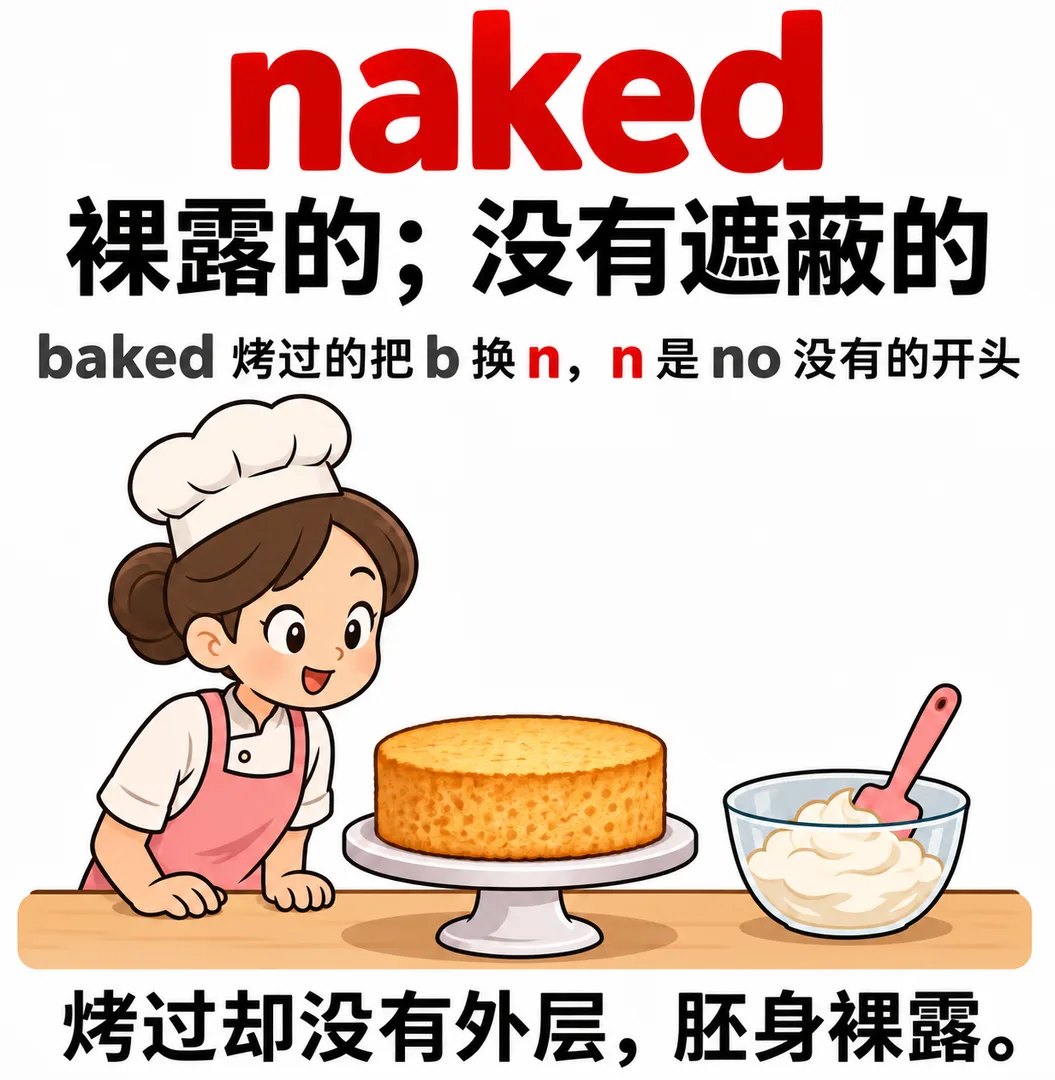 naked
裸露的；没有遮蔽的
baked 烤过的把 b 换 n，n 是 no 没有的开头
烤过却没有外层，胚身裸露。